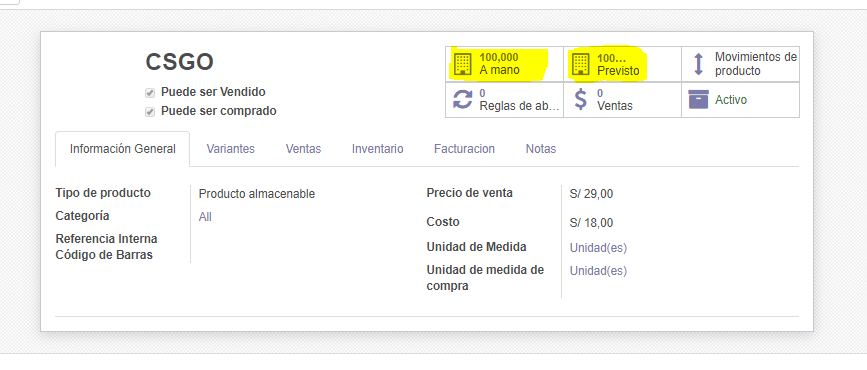 CSGO
Puede ser Vendido
Puede ser comprado
100,000
A mano
100...
Previsto
Movimientos de
producto
0
Reglas de ab...
0
Ventas
Activo
Información General
Variantes
Ventas
Inventario
Facturacion
Notas
Tipo de producto
Producto almacenable
Categoría
All
Referencia Interna
Código de Barras
Precio de venta
S/ 29,00
Costo
S/ 18,00
Unidad de Medida
Unidad(es)
Unidad de medida de
compra
Unidad(es)